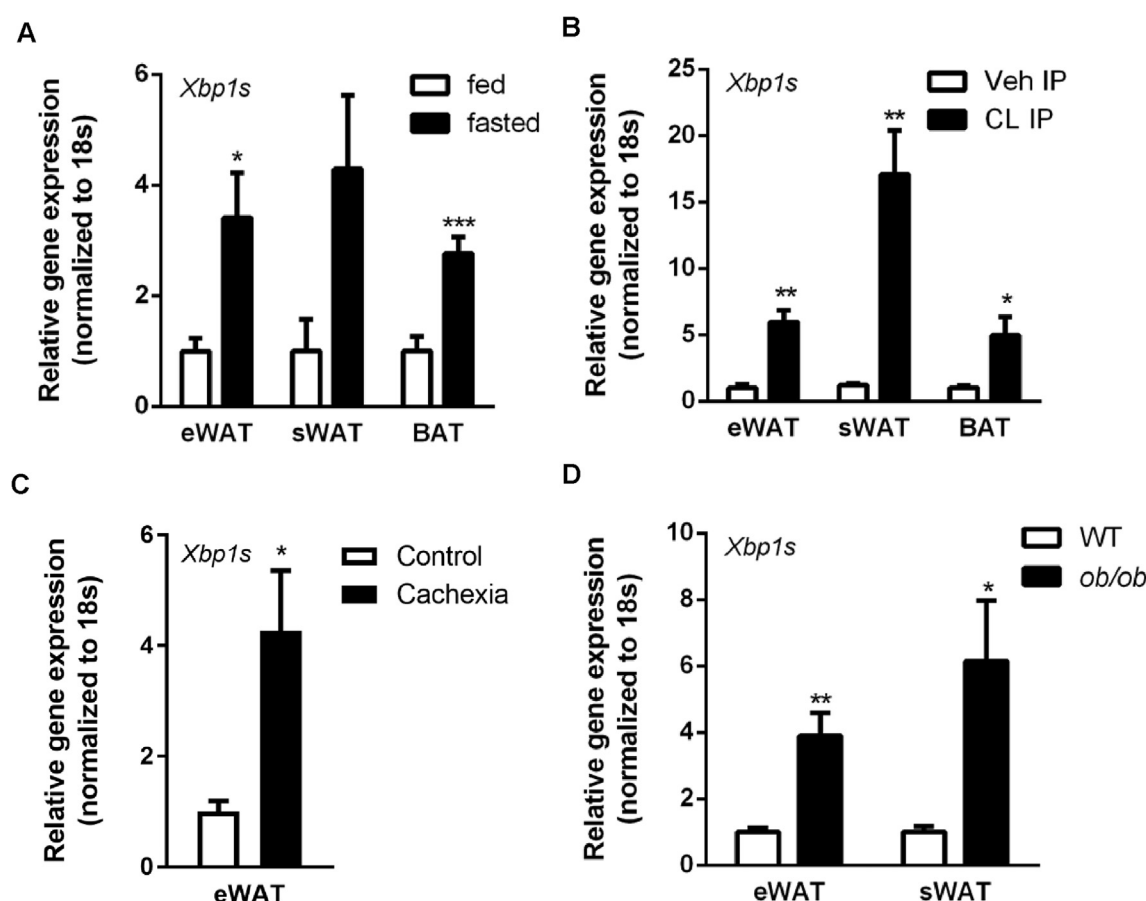 A
Relative gene expression
(normalized to 18s)
Xbp1s
fed
fasted
6
4
2
0
*
***
eWAT
sWAT
BAT
B
Relative gene expression
(normalized to 18s)
Xbp1s
Veh IP
CL IP
25
20
15
10
5
0
**
**
*
eWAT
sWAT
BAT
C
Relative gene expression
(normalized to 18s)
Xbp1s
Control
Cachexia
6
4
2
0
*
eWAT
D
Relative gene expression
(normalized to 18s)
Xbp1s
WT
ob/ob
10
8
6
4
2
0
**
*
eWAT
sWAT